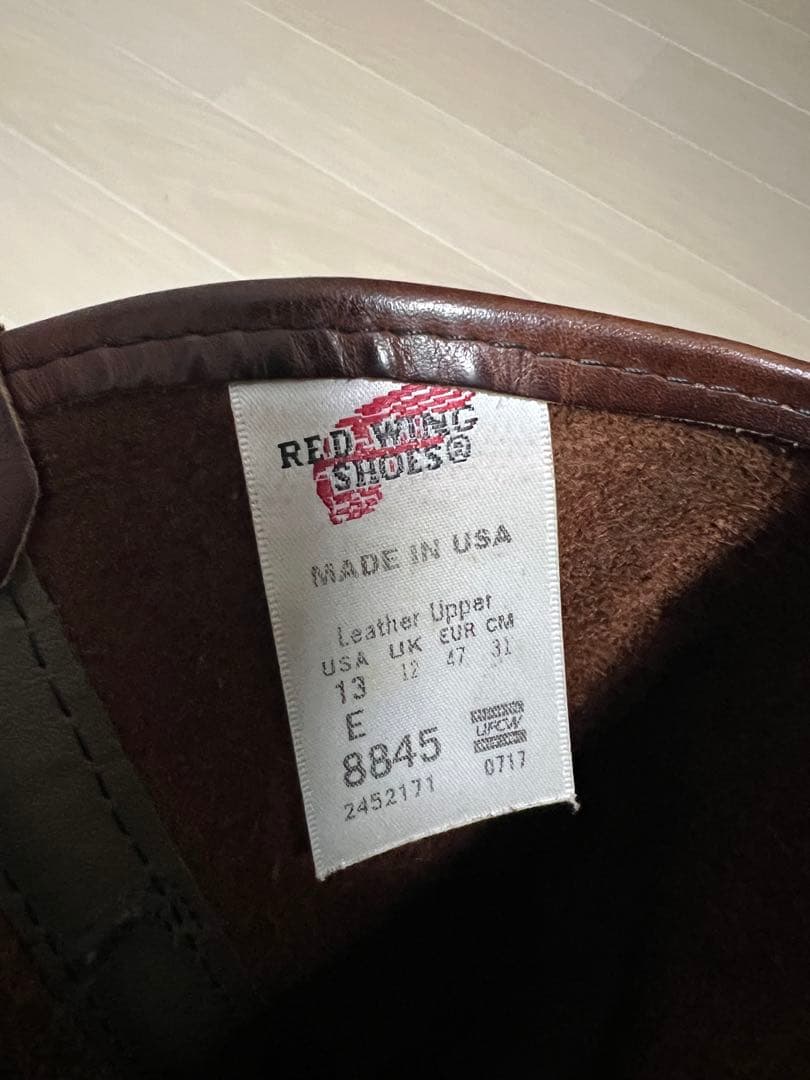 RED WING
SHOES®
MADE IN USA
Leather Upper
USA UK EUR CM
13 12 47 31
E
8845 UFCW
2452171 0717